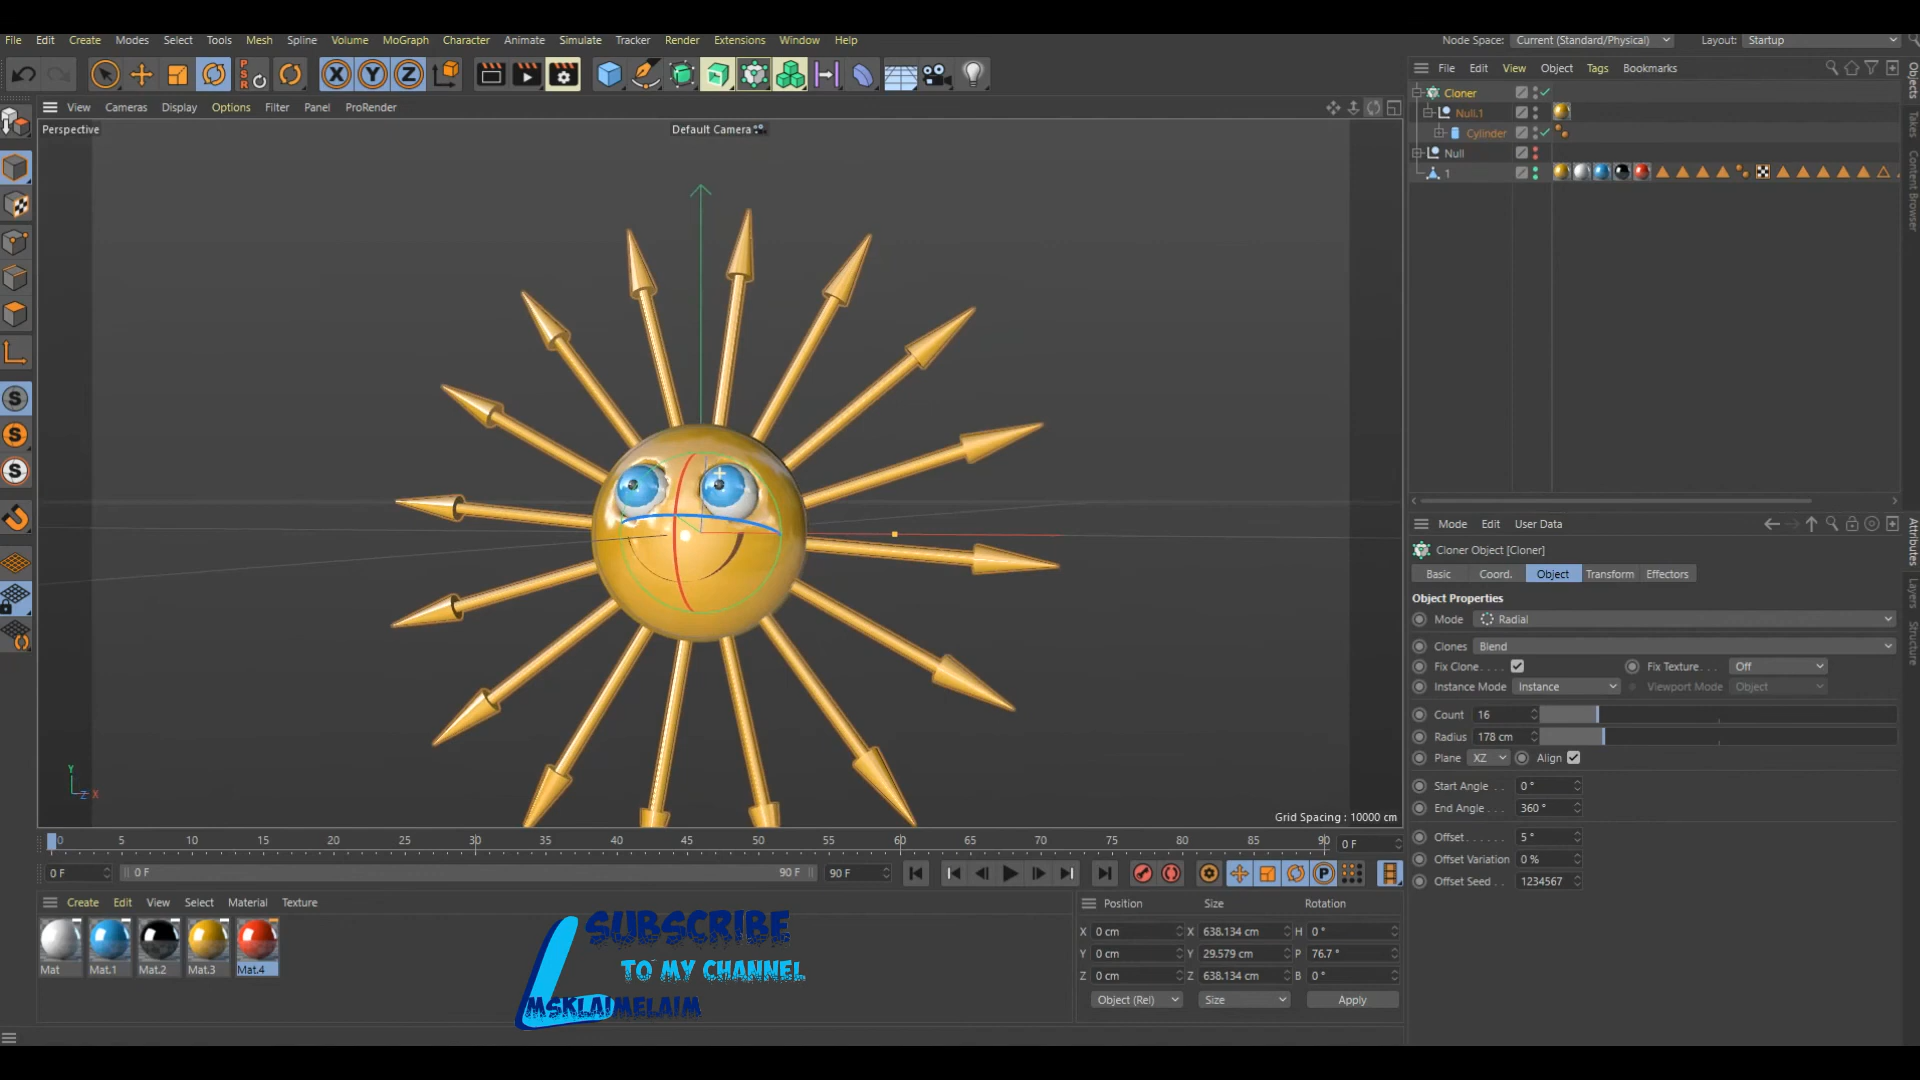 File Edit Create Modes Select Tools Mesh Spline Volume MoGraph Character Animate Simulate Tracker Render Extensions Window Help
Node Space: Current (Standard/Physical) Layout: Startup
File Edit View Object Tags Bookmarks
View Cameras Display Options Filter Panel ProRender
Perspective
Default Camera
Cloner
Null.1
Cylinder
Null
1
Objects
Takes
Content Browser
Mode Edit User Data
Cloner Object [Cloner]
Basic Coord. Object Transform Effectors
Object Properties
Mode Radial
Clones Blend
Fix Clone Fix Texture Off
Instance Mode Instance Viewport Mode Object
Count 16
Radius 178 cm
Plane XZ Align
Start Angle 0 °
End Angle 360 °
Offset 5 °
Offset Variation 0 %
Offset Seed 1234567
Attributes
Layers
Structure
PSR
X Y Z
S
S
S
Y
Z X
Grid Spacing : 10000 cm
0 5 10 15 20 25 30 35 40 45 50 55 60 65 70 75 80 85 90 0 F
0 F 0 F 90 F 90 F
P
Create Edit View Select Material Texture
Mat Mat.1 Mat.2 Mat.3 Mat.4
SUBSCRIBE
TO MY CHANNEL
MSKLAIMELAIM
Position Size Rotation
X 0 cm X 638.134 cm H 0 °
Y 0 cm Y 29.579 cm P 76.7 °
Z 0 cm Z 638.134 cm B 0 °
Object (Rel) Size Apply